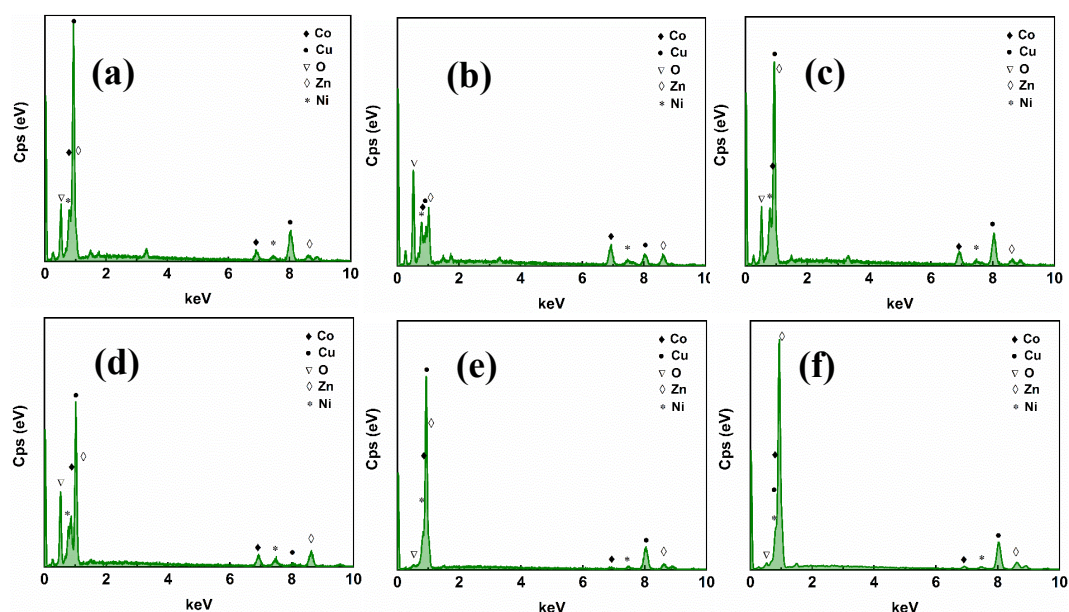 (a)
Co
Cu
O
Zn
Ni
Cps (eV)
0 2 4 6 8 10
keV
(b)
Co
Cu
O
Zn
Ni
Cps (eV)
0 2 4 6 8 10
keV
(c)
Co
Cu
O
Zn
Ni
Cps (eV)
0 2 4 6 8 10
keV
(d)
Co
Cu
O
Zn
Ni
Cps (eV)
0 2 4 6 8 10
keV
(e)
Co
Cu
O
Zn
Ni
Cps (eV)
0 2 4 6 8 10
keV
(f)
Co
Cu
O
Zn
Ni
Cps (eV)
0 2 4 6 8 10
keV